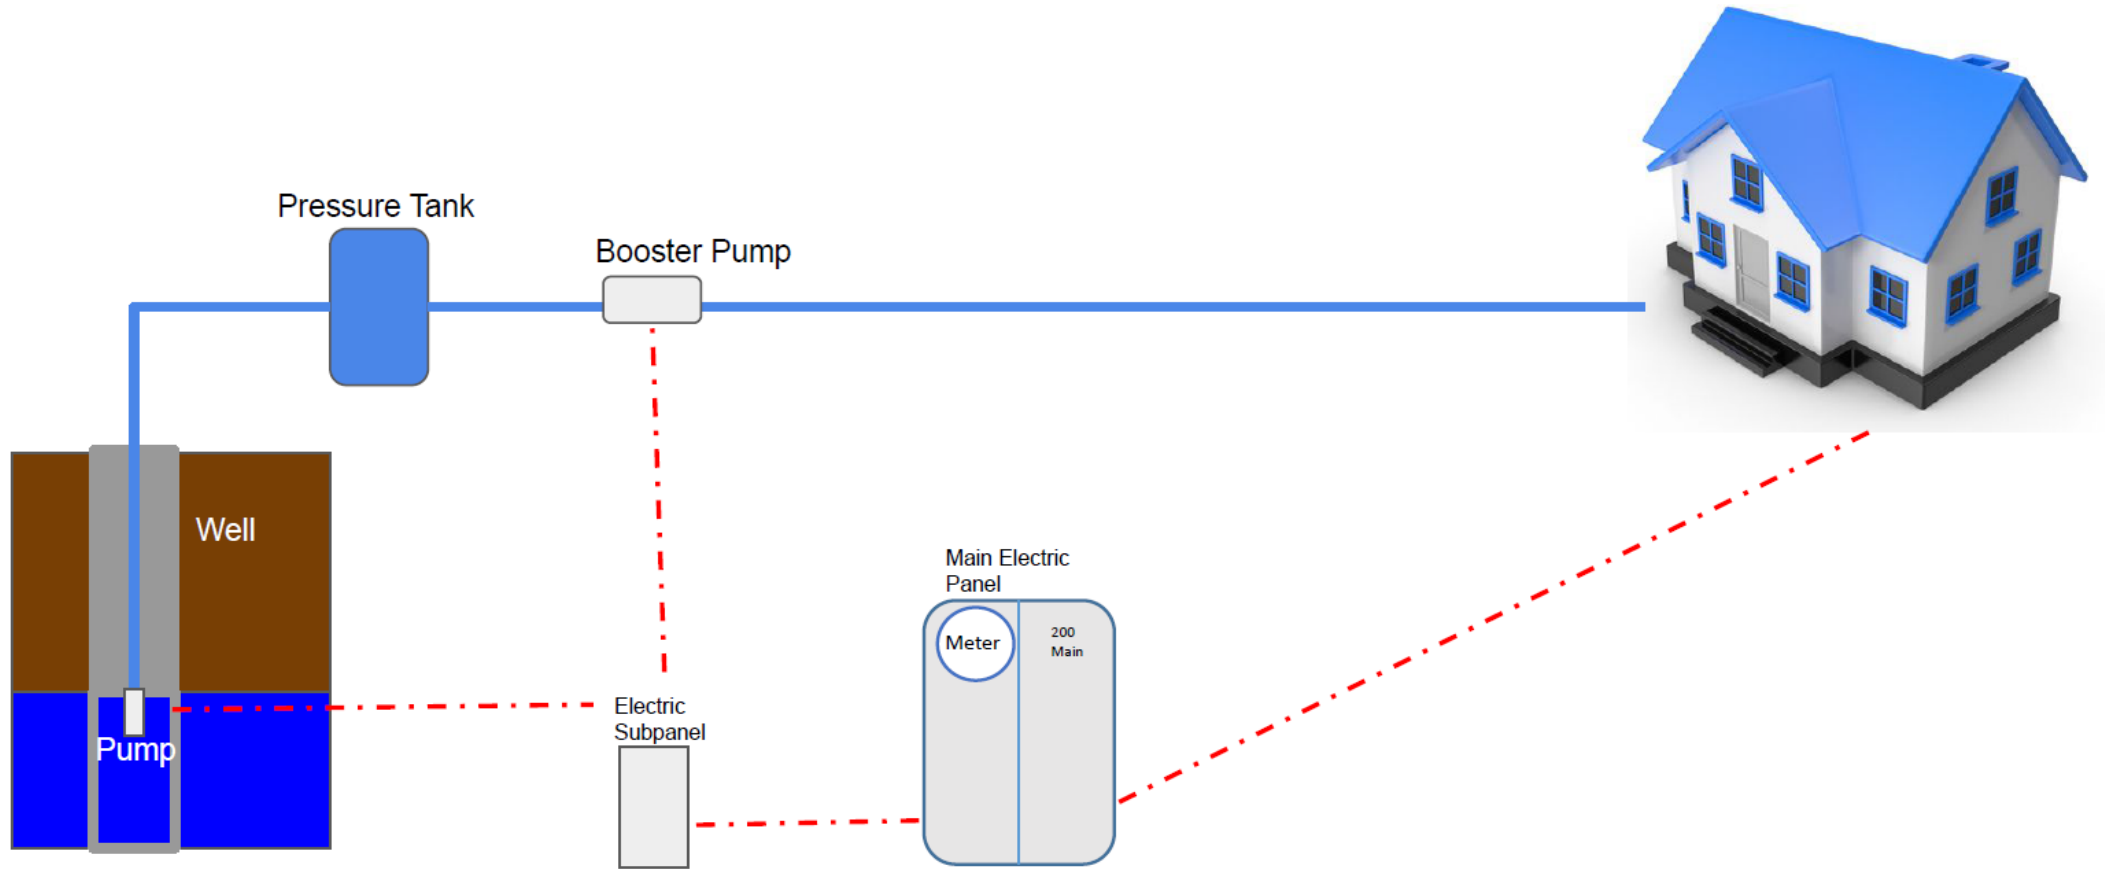 Pressure Tank
Booster Pump
Well
Main Electric
Panel
Meter
200
Main
Electric
Subpanel
Pump